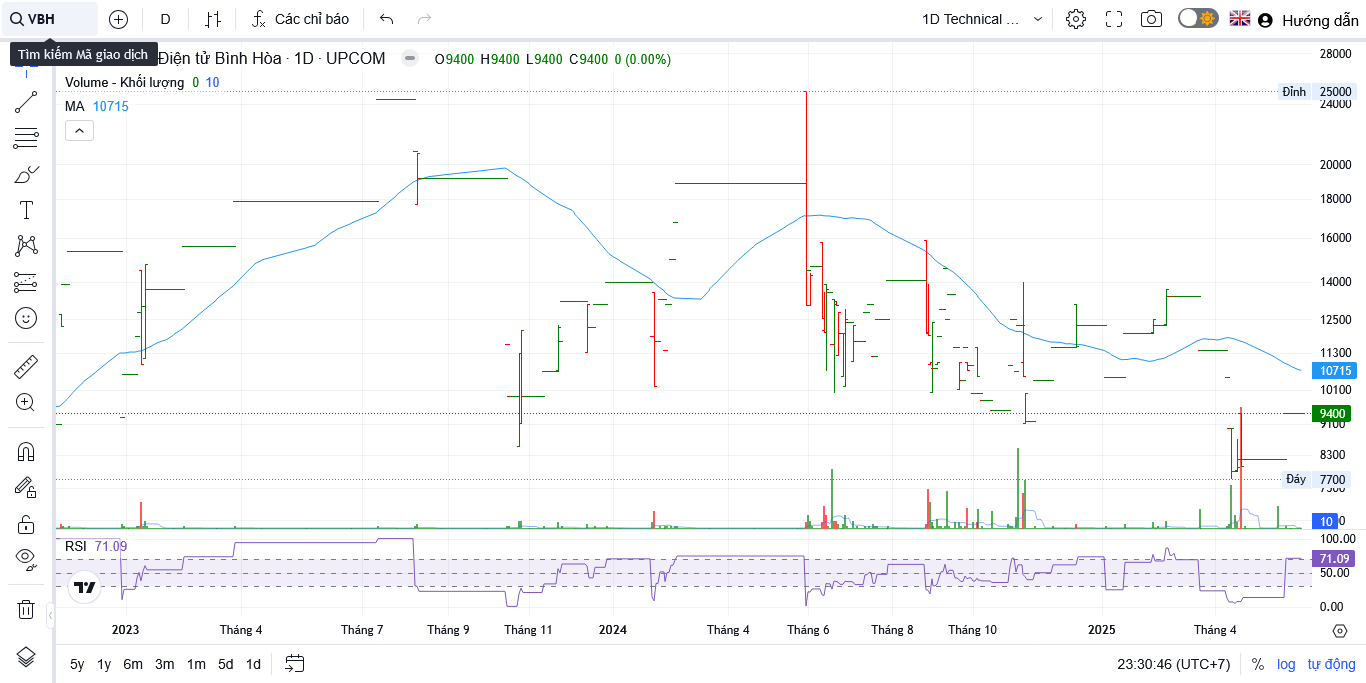 VBH
D
Các chỉ báo
1D Technical ...
Hướng dẫn
Tìm kiếm Mã giao dịch
Điện tử Bình Hòa · 1D · UPCOM
O9400 H9400 L9400 C9400 0 (0.00%)
Volume - Khối lượng 0 10
MA 10715
28000
Đỉnh 25000
24000
20000
18000
16000
14000
12500
11300
10715
10100
9400
9100
8300
Đáy 7700
10
RSI 71.09
100.00
71.09
50.00
0.00
2023 Tháng 4 Tháng 7 Tháng 9 Tháng 11 2024 Tháng 4 Tháng 6 Tháng 8 Tháng 10 2025 Tháng 4
5y 1y 6m 3m 1m 5d 1d
23:30:46 (UTC+7) % log tự động